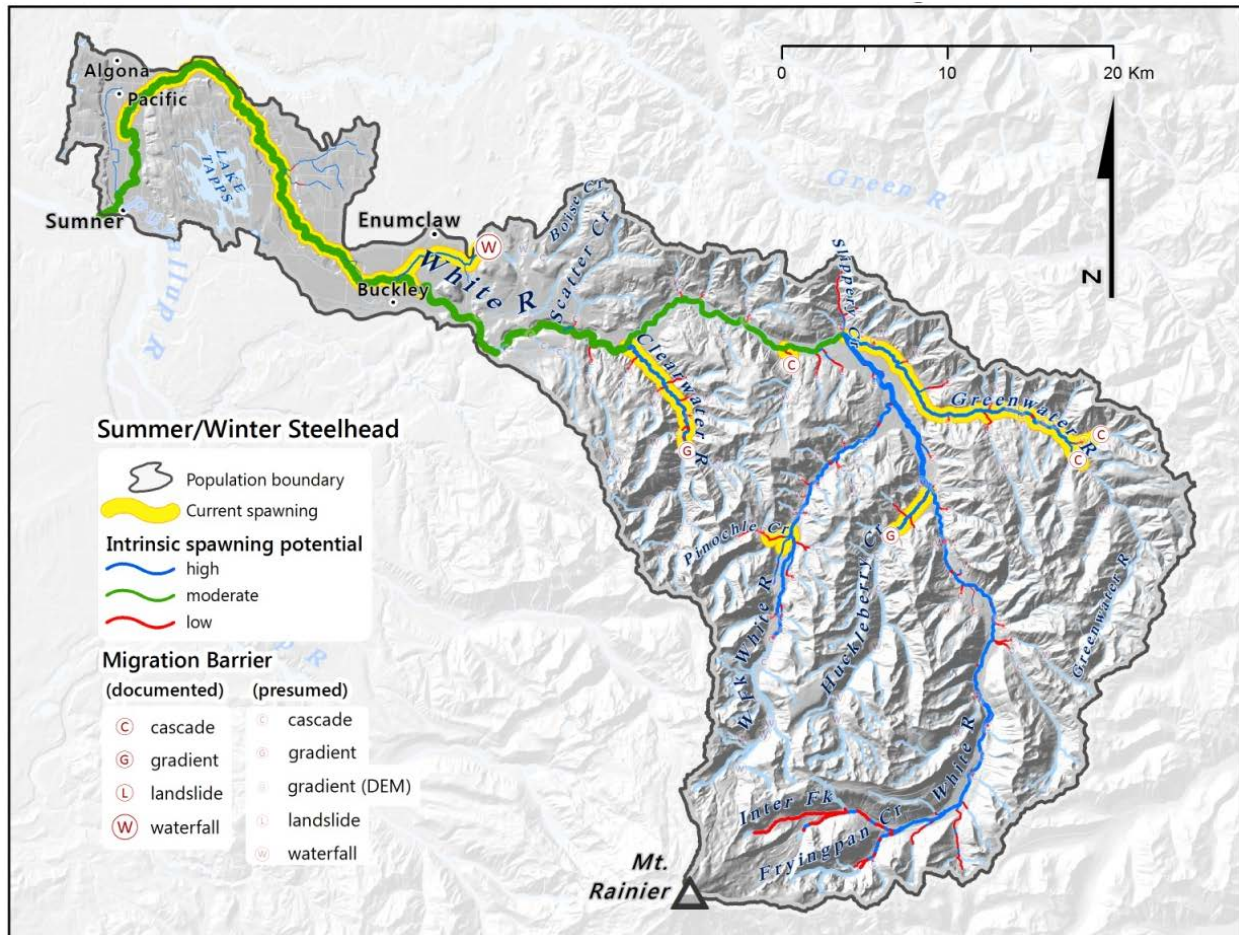 0 10 20 Km
Algona
Pacific
LAKE
TAPPS
Sumner
Puyallup R
Enumclaw
W
White R
Buckley
Boise Cr
Scatter Cr
Green R
Slippery Cr
N
Clearwater R
G
C
Greenwater R
C
C
Pinochle Cr
Huckleberry Cr
G
W Fk White R
Greenwater R
White R
Inter Fk
Fryingpan Cr
Mt.
Rainier
Summer/Winter Steelhead
Population boundary
Current spawning
Intrinsic spawning potential
high
moderate
low
Migration Barrier
(documented) (presumed)
C cascade C cascade
G gradient G gradient
gradient (DEM)
L landslide L landslide
W waterfall W waterfall